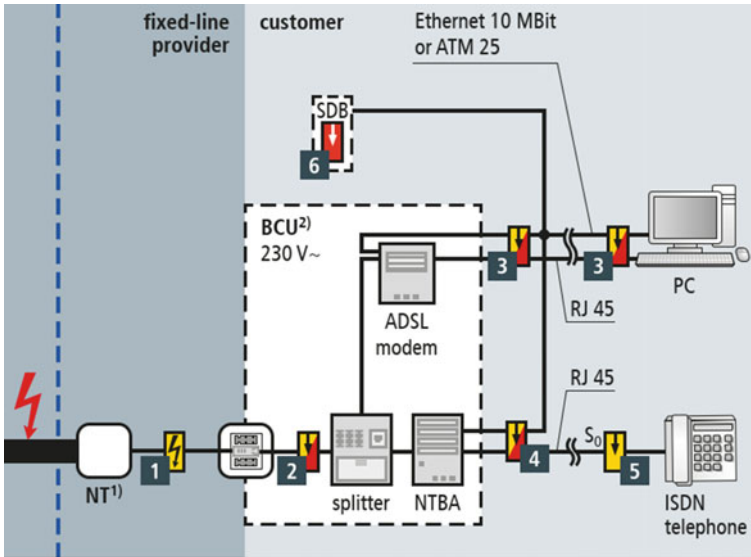 fixed-line
provider
customer
Ethernet 10 MBit
or ATM 25
SDB
6
BCU2)
230 V~
3
3
ADSL
modem
PC
RJ 45
RJ 45
S0
1
2
4
5
NT1)
splitter
NTBA
ISDN
telephone